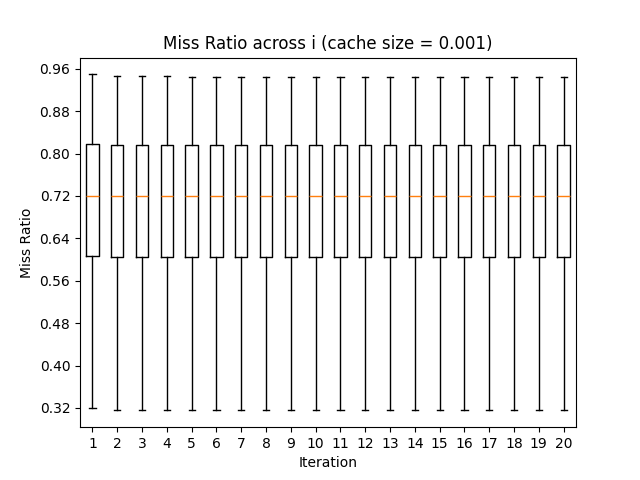 Miss Ratio across i (cache size = 0.001)
0.96
0.88
0.80
0.72
0.64
0.56
0.48
0.40
0.32
Miss Ratio
1 2 3 4 5 6 7 8 9 10 11 12 13 14 15 16 17 18 19 20
Iteration